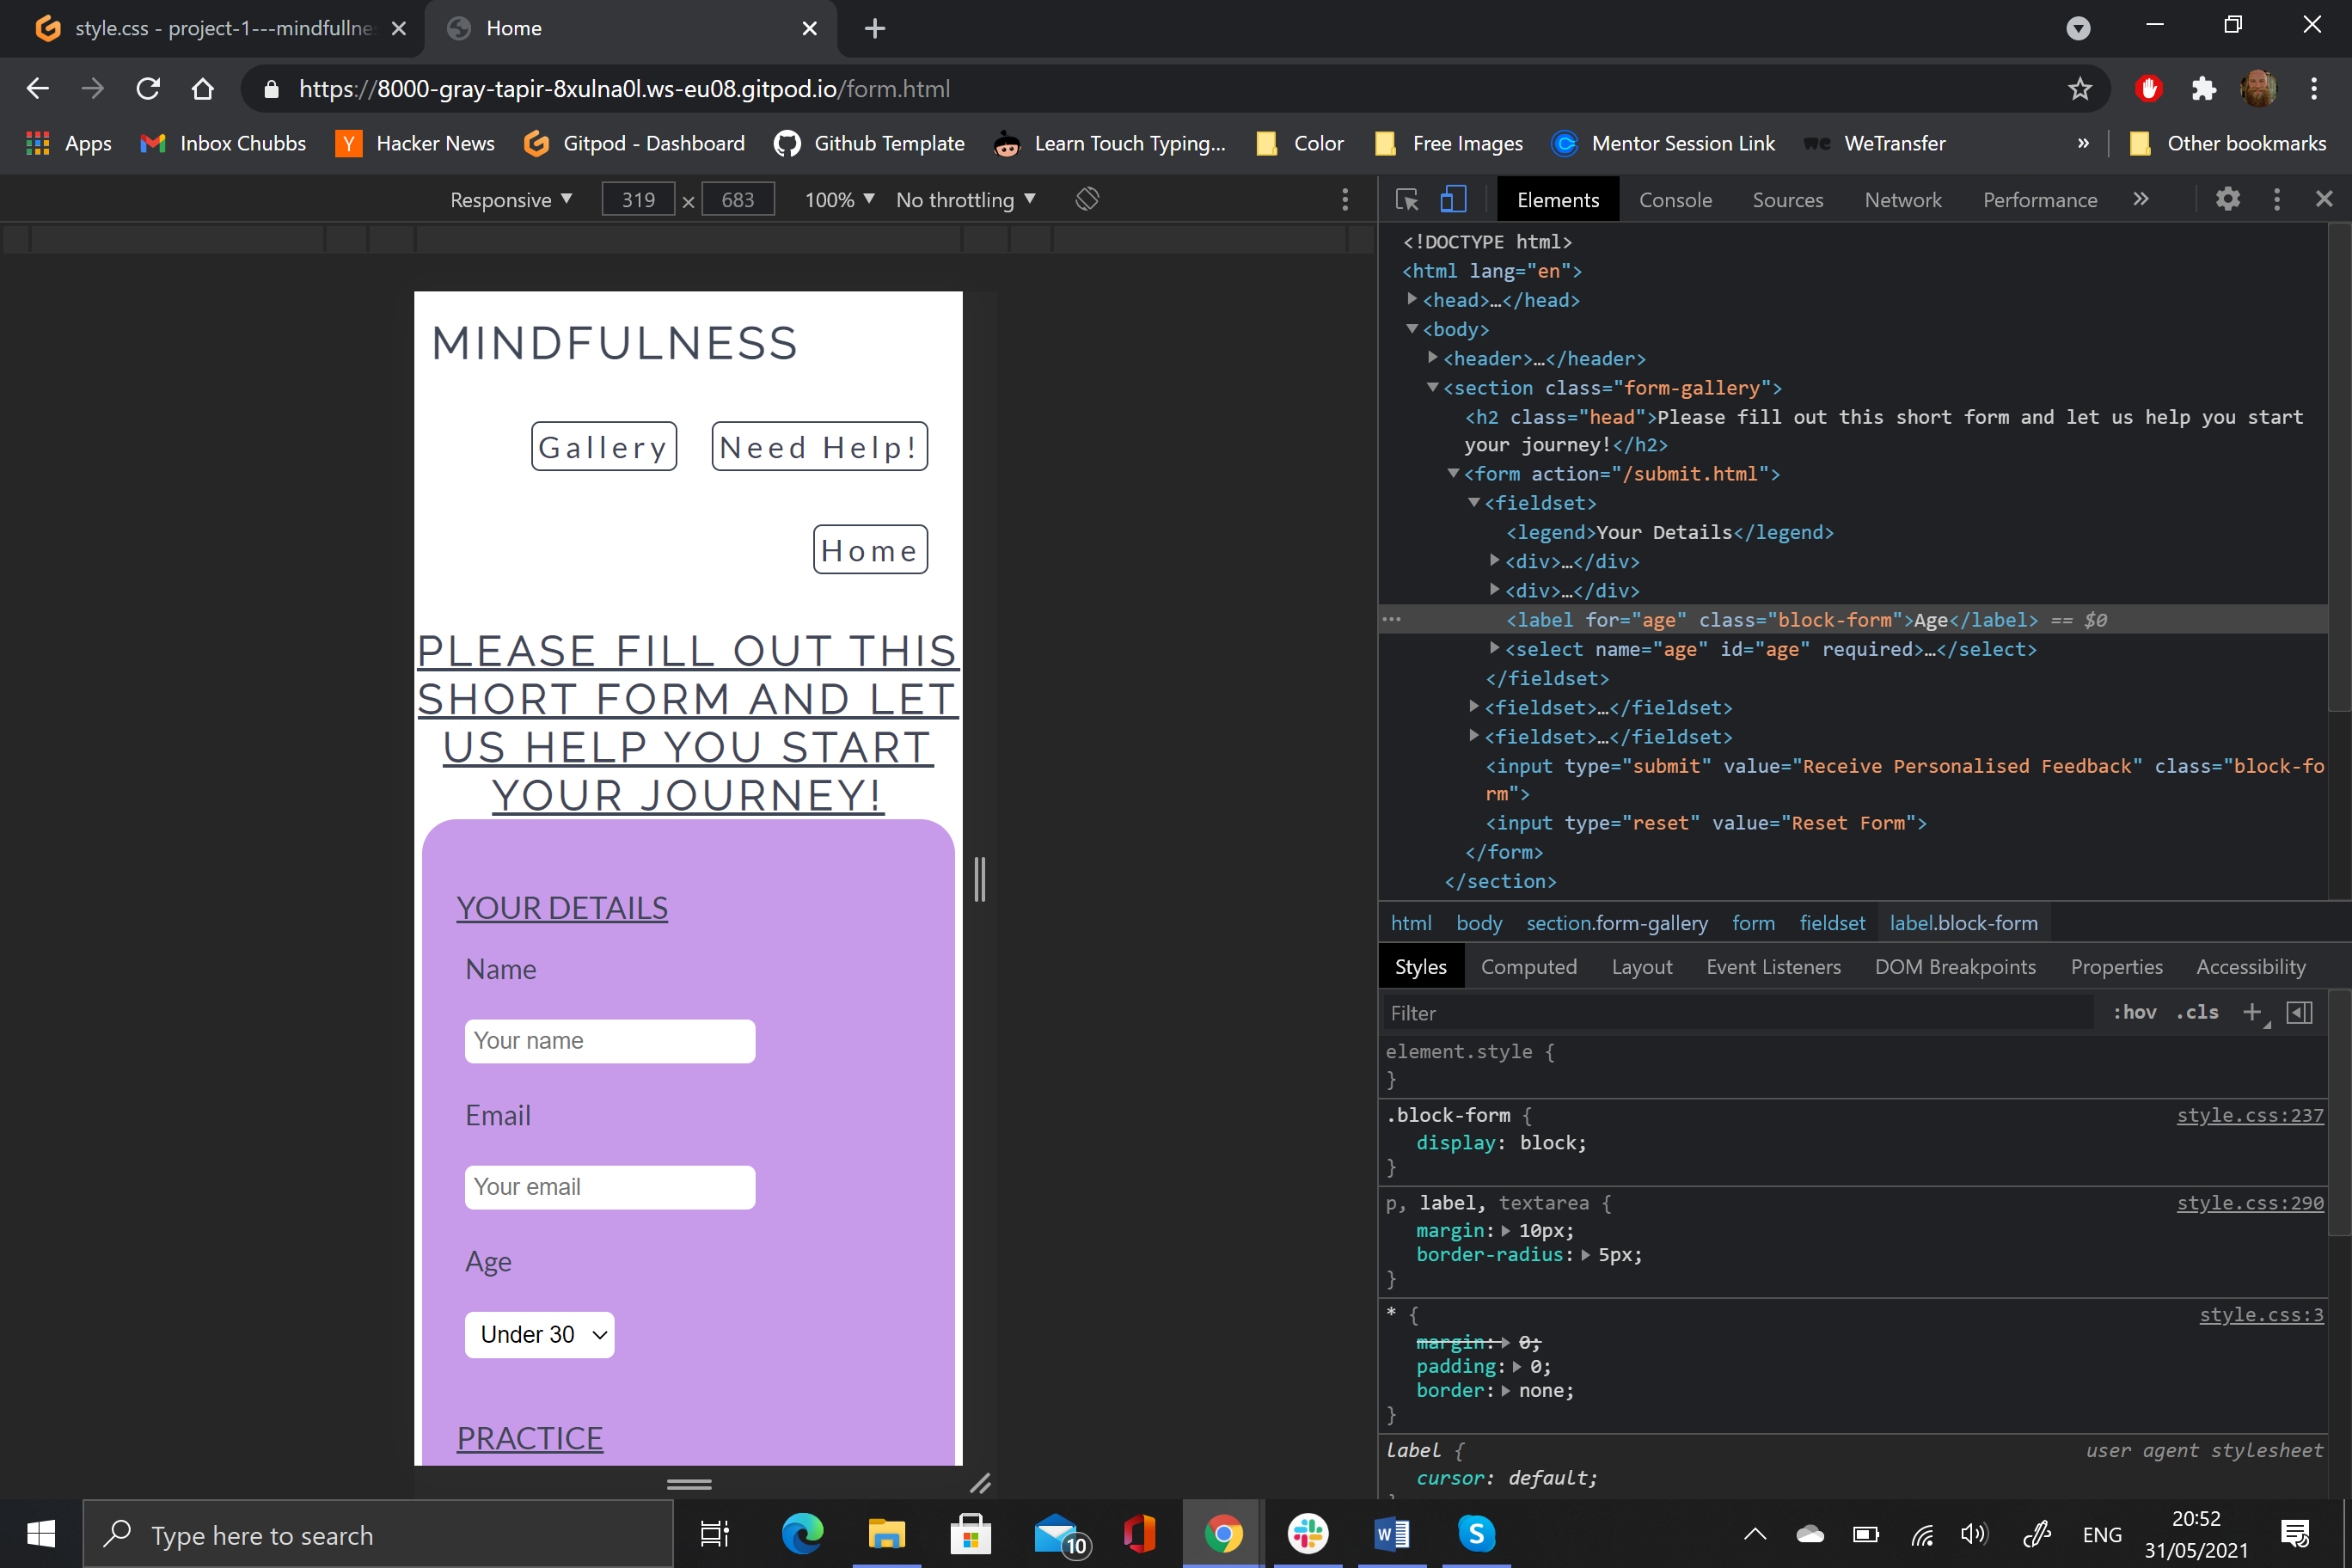 style.css - project-1---mindfullne
Home
https://8000-gray-tapir-8xulna0l.ws-eu08.gitpod.io/form.html
Apps
Inbox Chubbs
Hacker News
Gitpod - Dashboard
Github Template
Learn Touch Typing...
Color
Free Images
Mentor Session Link
WeTransfer
»
Other bookmarks
Responsive ▼ 319 × 683 100% ▼ No throttling ▼
MINDFULNESS
Gallery
Need Help!
Home
PLEASE FILL OUT THIS
SHORT FORM AND LET
US HELP YOU START
YOUR JOURNEY!
YOUR DETAILS
Name
Your name
Email
Your email
Age
Under 30
PRACTICE
Elements Console Sources Network Performance »
<!DOCTYPE html>
<html lang="en">
<head>…</head>
<body>
<header>…</header>
<section class="form-gallery">
<h2 class="head">Please fill out this short form and let us help you start
your journey!</h2>
<form action="/submit.html">
<fieldset>
<legend>Your Details</legend>
<div>…</div>
<div>…</div>
<label for="age" class="block-form">Age</label> == $0
<select name="age" id="age" required>…</select>
</fieldset>
<fieldset>…</fieldset>
<fieldset>…</fieldset>
<input type="submit" value="Receive Personalised Feedback" class="block-fo
rm">
<input type="reset" value="Reset Form">
</form>
</section>
html body section.form-gallery form fieldset label.block-form
Styles Computed Layout Event Listeners DOM Breakpoints Properties Accessibility
Filter :hov .cls +
element.style {
}
.block-form { style.css:237
display: block;
}
p, label, textarea { style.css:290
margin: 10px;
border-radius: 5px;
}
* { style.css:3
margin: 0;
padding: 0;
border: none;
}
label { user agent stylesheet
cursor: default;
Type here to search
10
ENG
20:52
31/05/2021